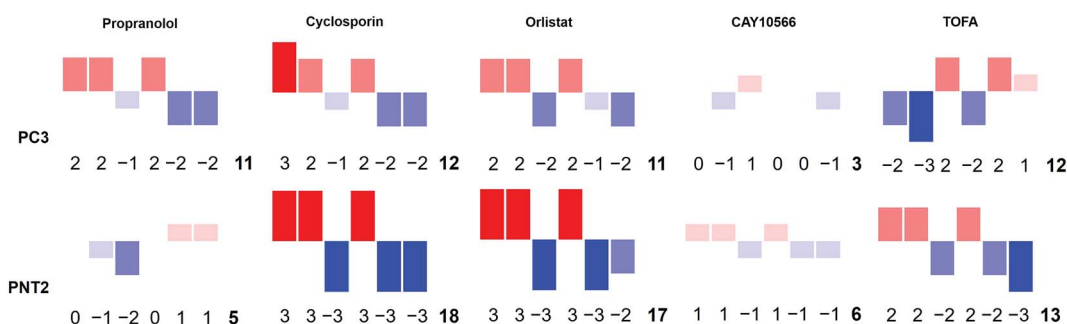 Propranolol Cyclosporin Orlistat CAY10566 TOFA
PC3
2 2 −1 2 −2 −2 11 3 2 −1 2 −2 −2 12 2 2 −2 2 −1 −2 11 0 −1 1 0 0 −1 3 −2 −3 2 −2 2 1 12
PNT2
0 −1 −2 0 1 1 5 3 3 −3 3 −3 −3 18 3 3 −3 3 −3 −2 17 1 1 −1 1 −1 −1 6 2 2 −2 2 −2 −3 13